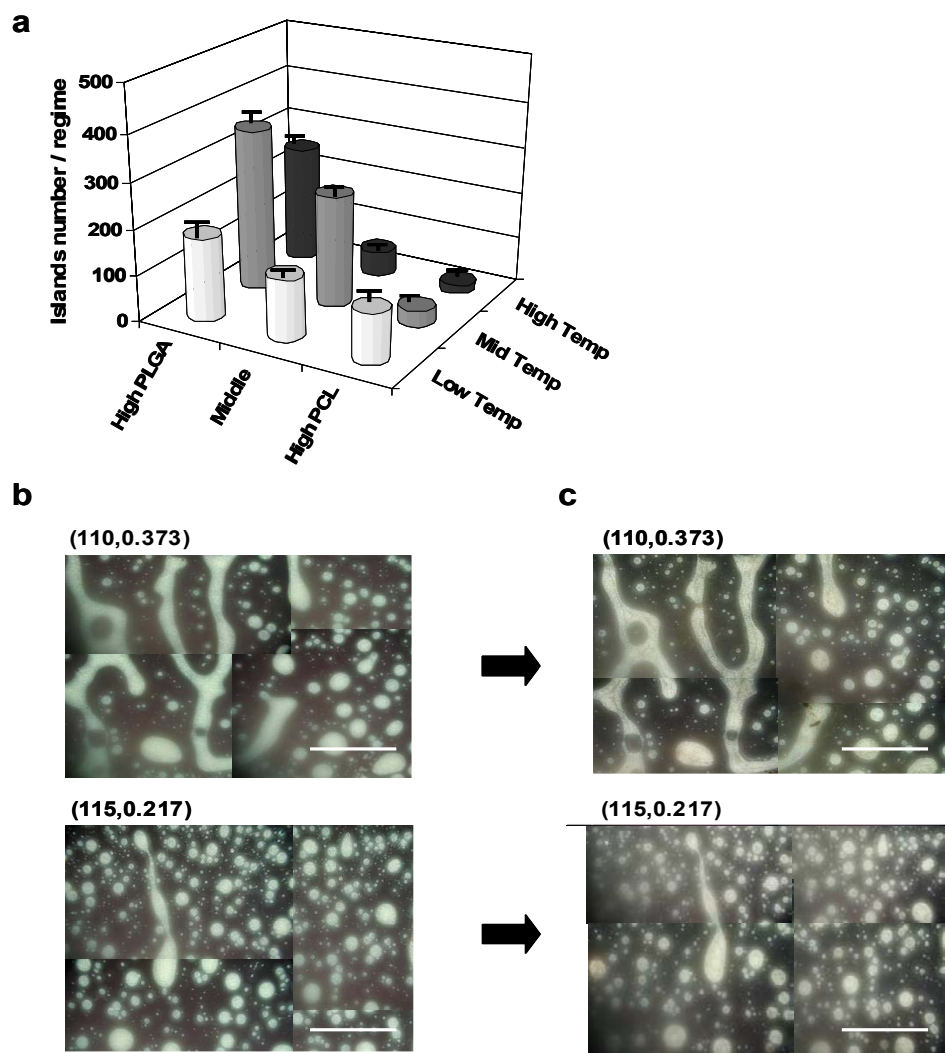 a
Islands number / regime
500
400
300
200
100
0
High PLGA
Middle
High PCL
Low Temp
Mid Temp
High Temp
b
c
(110,0.373)
(110,0.373)
(115,0.217)
(115,0.217)